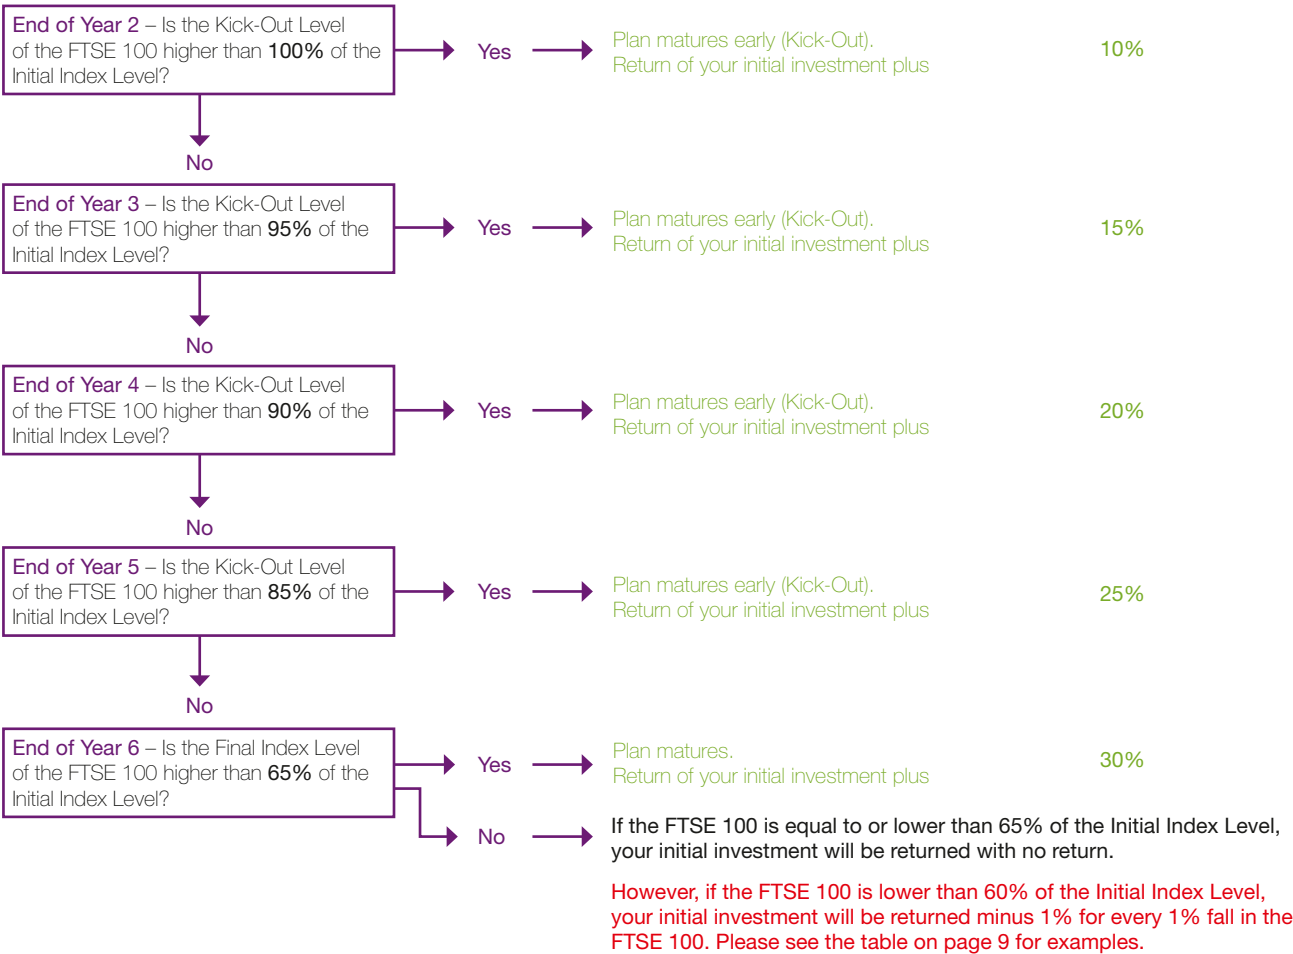 End of Year 2 – Is the Kick-Out Level
of the FTSE 100 higher than 100% of the
Initial Index Level?
Yes
Plan matures early (Kick-Out).
Return of your initial investment plus
10%
No
End of Year 3 – Is the Kick-Out Level
of the FTSE 100 higher than 95% of the
Initial Index Level?
Yes
Plan matures early (Kick-Out).
Return of your initial investment plus
15%
No
End of Year 4 – Is the Kick-Out Level
of the FTSE 100 higher than 90% of the
Initial Index Level?
Yes
Plan matures early (Kick-Out).
Return of your initial investment plus
20%
No
End of Year 5 – Is the Kick-Out Level
of the FTSE 100 higher than 85% of the
Initial Index Level?
Yes
Plan matures early (Kick-Out).
Return of your initial investment plus
25%
No
End of Year 6 – Is the Final Index Level
of the FTSE 100 higher than 65% of the
Initial Index Level?
Yes
Plan matures.
Return of your initial investment plus
30%
No
If the FTSE 100 is equal to or lower than 65% of the Initial Index Level,
your initial investment will be returned with no return.
However, if the FTSE 100 is lower than 60% of the Initial Index Level,
your initial investment will be returned minus 1% for every 1% fall in the
FTSE 100. Please see the table on page 9 for examples.